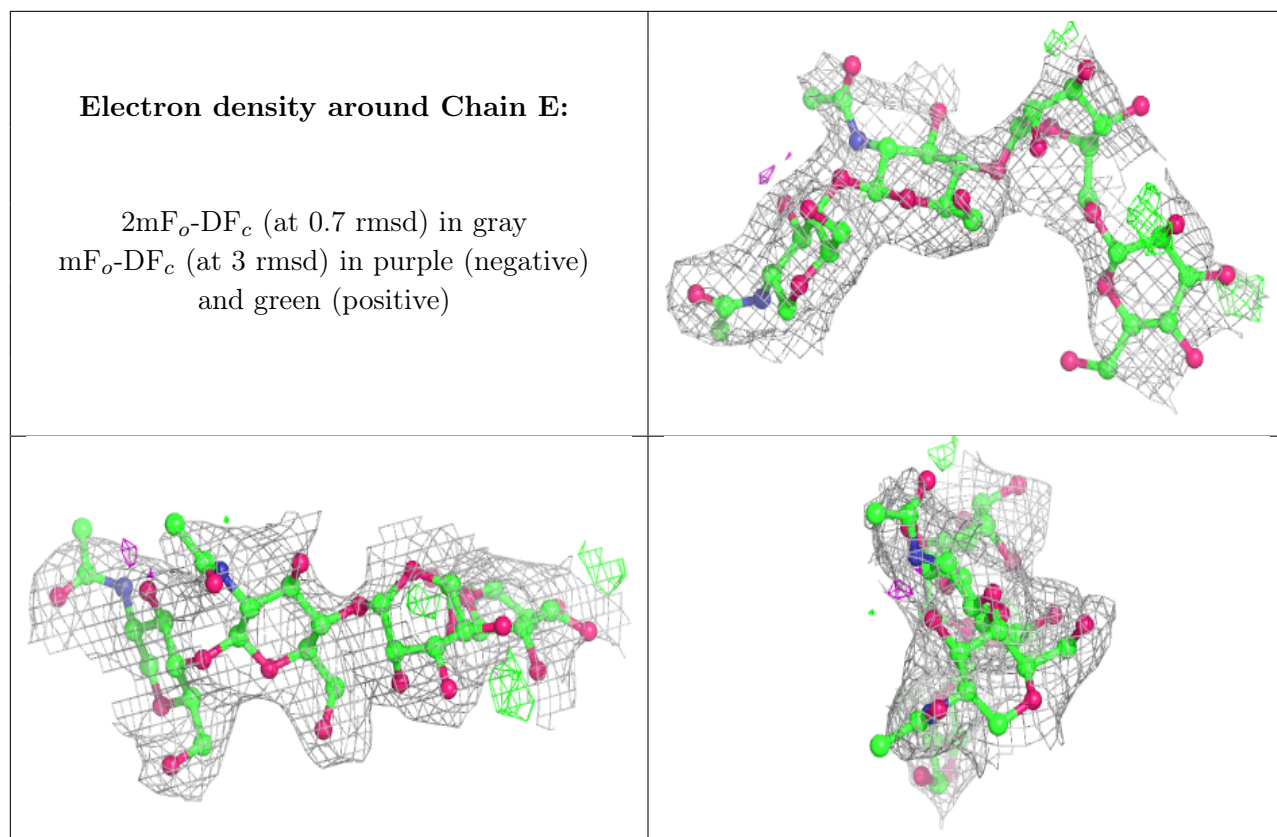 Electron density around Chain E:
2mFo-DFc (at 0.7 rmsd) in gray
mFo-DFc (at 3 rmsd) in purple (negative)
and green (positive)